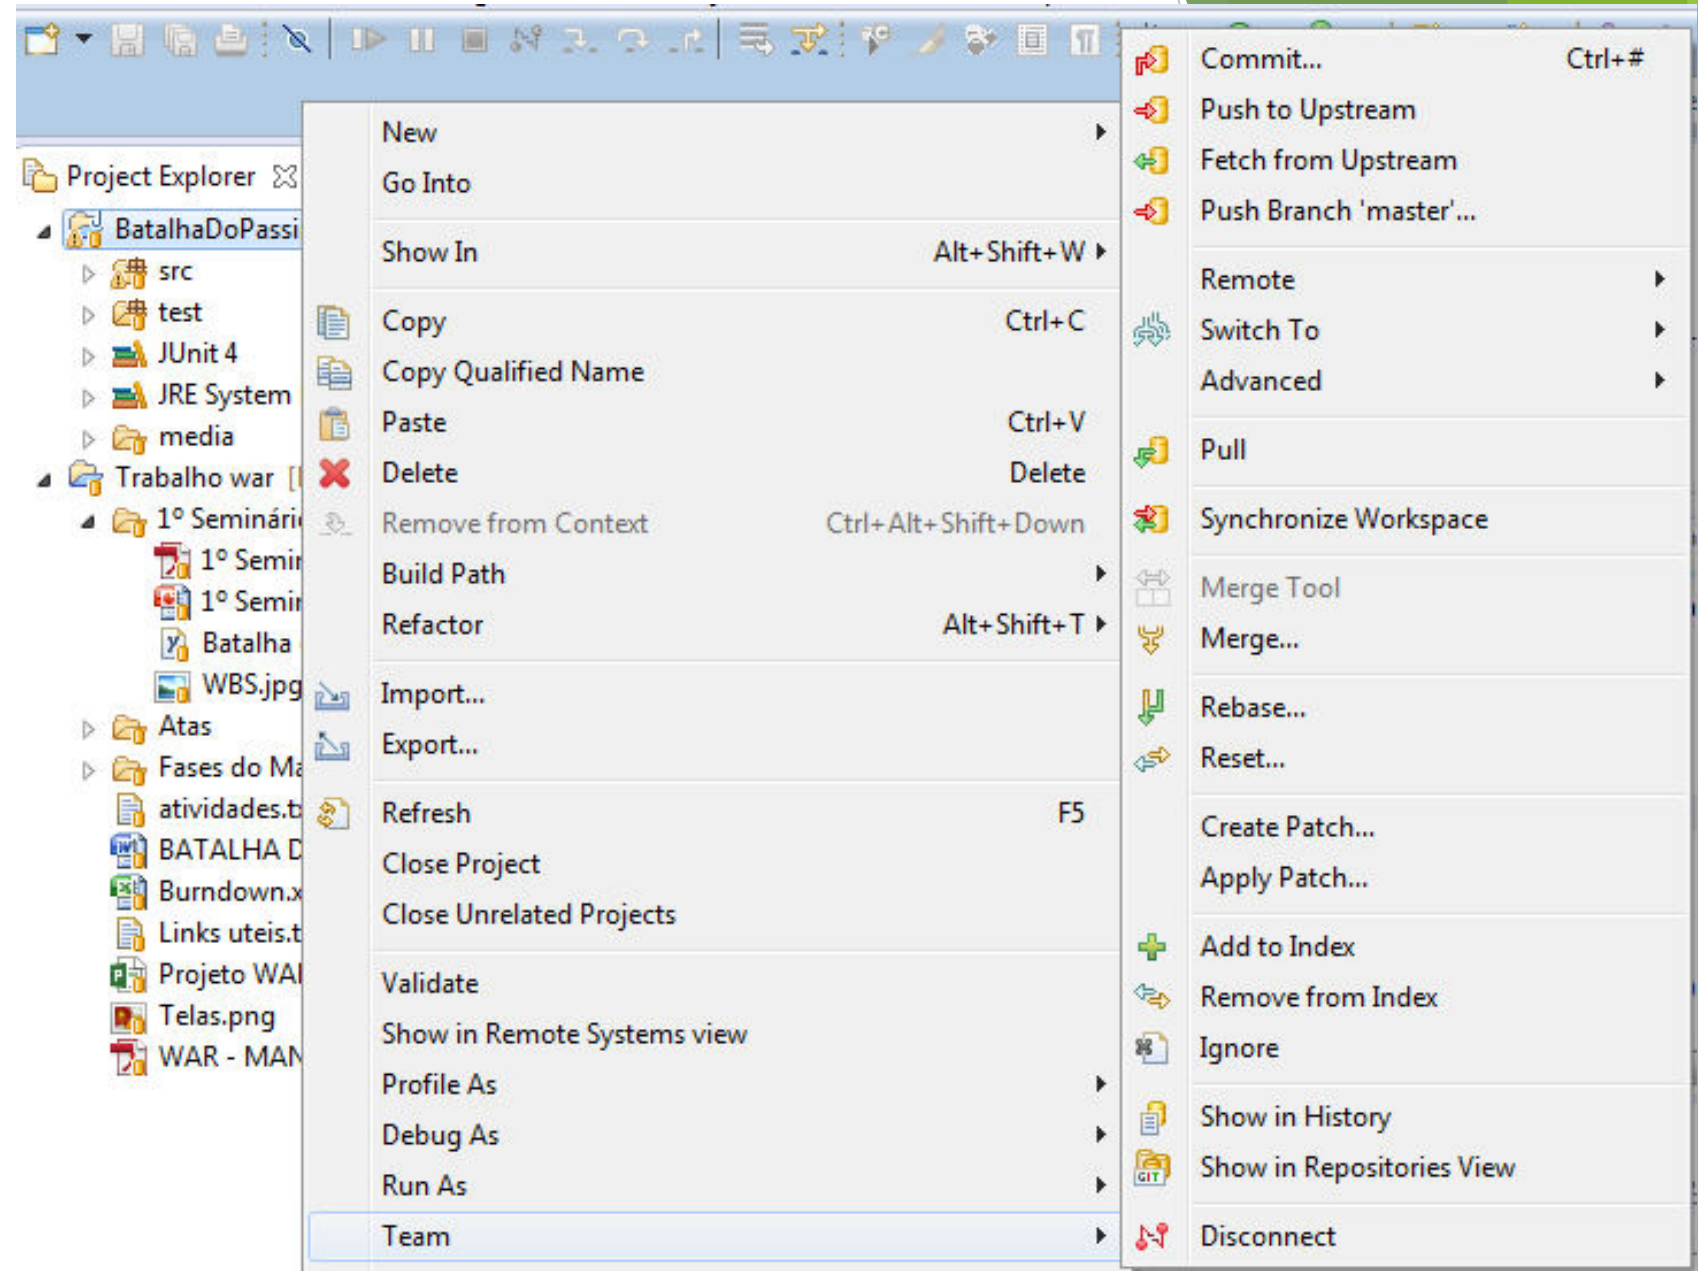 Project Explorer
BatalhaDoPassi
src
test
JUnit 4
JRE System
media
Trabalho war [
1º Seminári
1º Semin
1º Semin
Batalha
WBS.jpg
Atas
Fases do Ma
atividades.t
BATALHA D
Burndown.x
Links uteis.t
Projeto WAR
Telas.png
WAR - MAN
New
Go Into
Show In Alt+Shift+W
Copy Ctrl+C
Copy Qualified Name
Paste Ctrl+V
Delete Delete
Remove from Context Ctrl+Alt+Shift+Down
Build Path
Refactor Alt+Shift+T
Import...
Export...
Refresh F5
Close Project
Close Unrelated Projects
Validate
Show in Remote Systems view
Profile As
Debug As
Run As
Team
Commit... Ctrl+#
Push to Upstream
Fetch from Upstream
Push Branch 'master'...
Remote
Switch To
Advanced
Pull
Synchronize Workspace
Merge Tool
Merge...
Rebase...
Reset...
Create Patch...
Apply Patch...
Add to Index
Remove from Index
Ignore
Show in History
GIT
Show in Repositories View
Disconnect